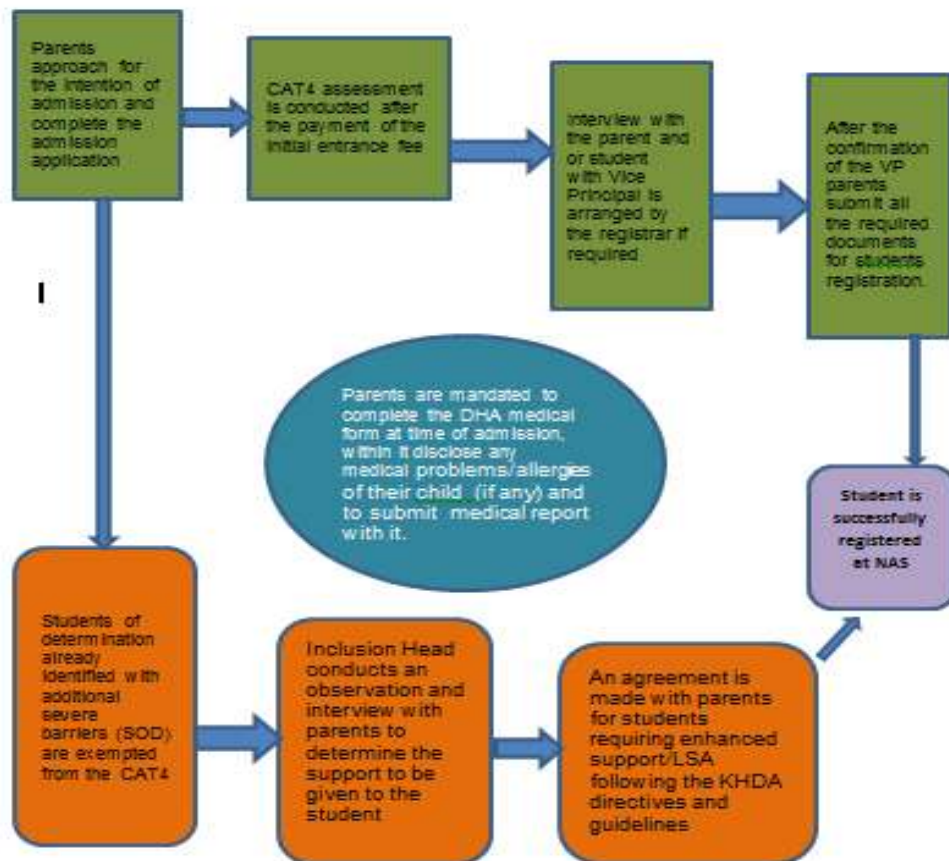 Parents
approach for
the intention of
admission and
complete the
admission
application
CAT4 assessment
is conducted after
the payment of the
initial entrance fee
Interview with
the parent and
or student
with Vice
Principal is
arranged by
the registrar if
required
After the
confirmation
of the VP
parents
submit all
the required
documents
for students
registration.
I
Parents are mandated to
complete the DHA medical
form at time of admission,
within it disclose any
medical problems/allergies
of their child (if any) and
to submit medical report
with it.
Student is
successfully
registered
at NAS
Students of
determination
already
identified with
additional
severe
barriers (SOD)
are exempted
from the CAT4
Inclusion Head
conducts an
observation and
interview with
parents to
determine the
support to be
given to the
student
An agreement is
made with parents
for students
requiring enhanced
support/LSA
following the KHDA
directives and
guidelines